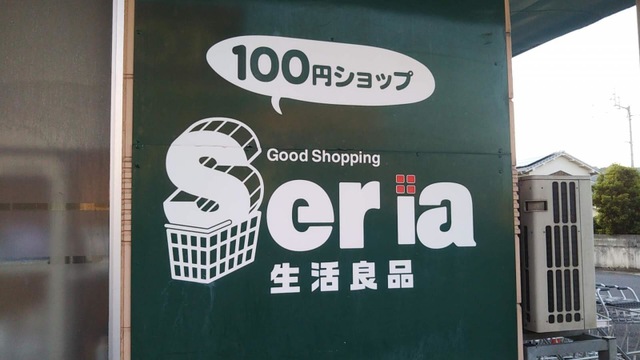 100円ショップ
Good Shopping
Seria
生活良品